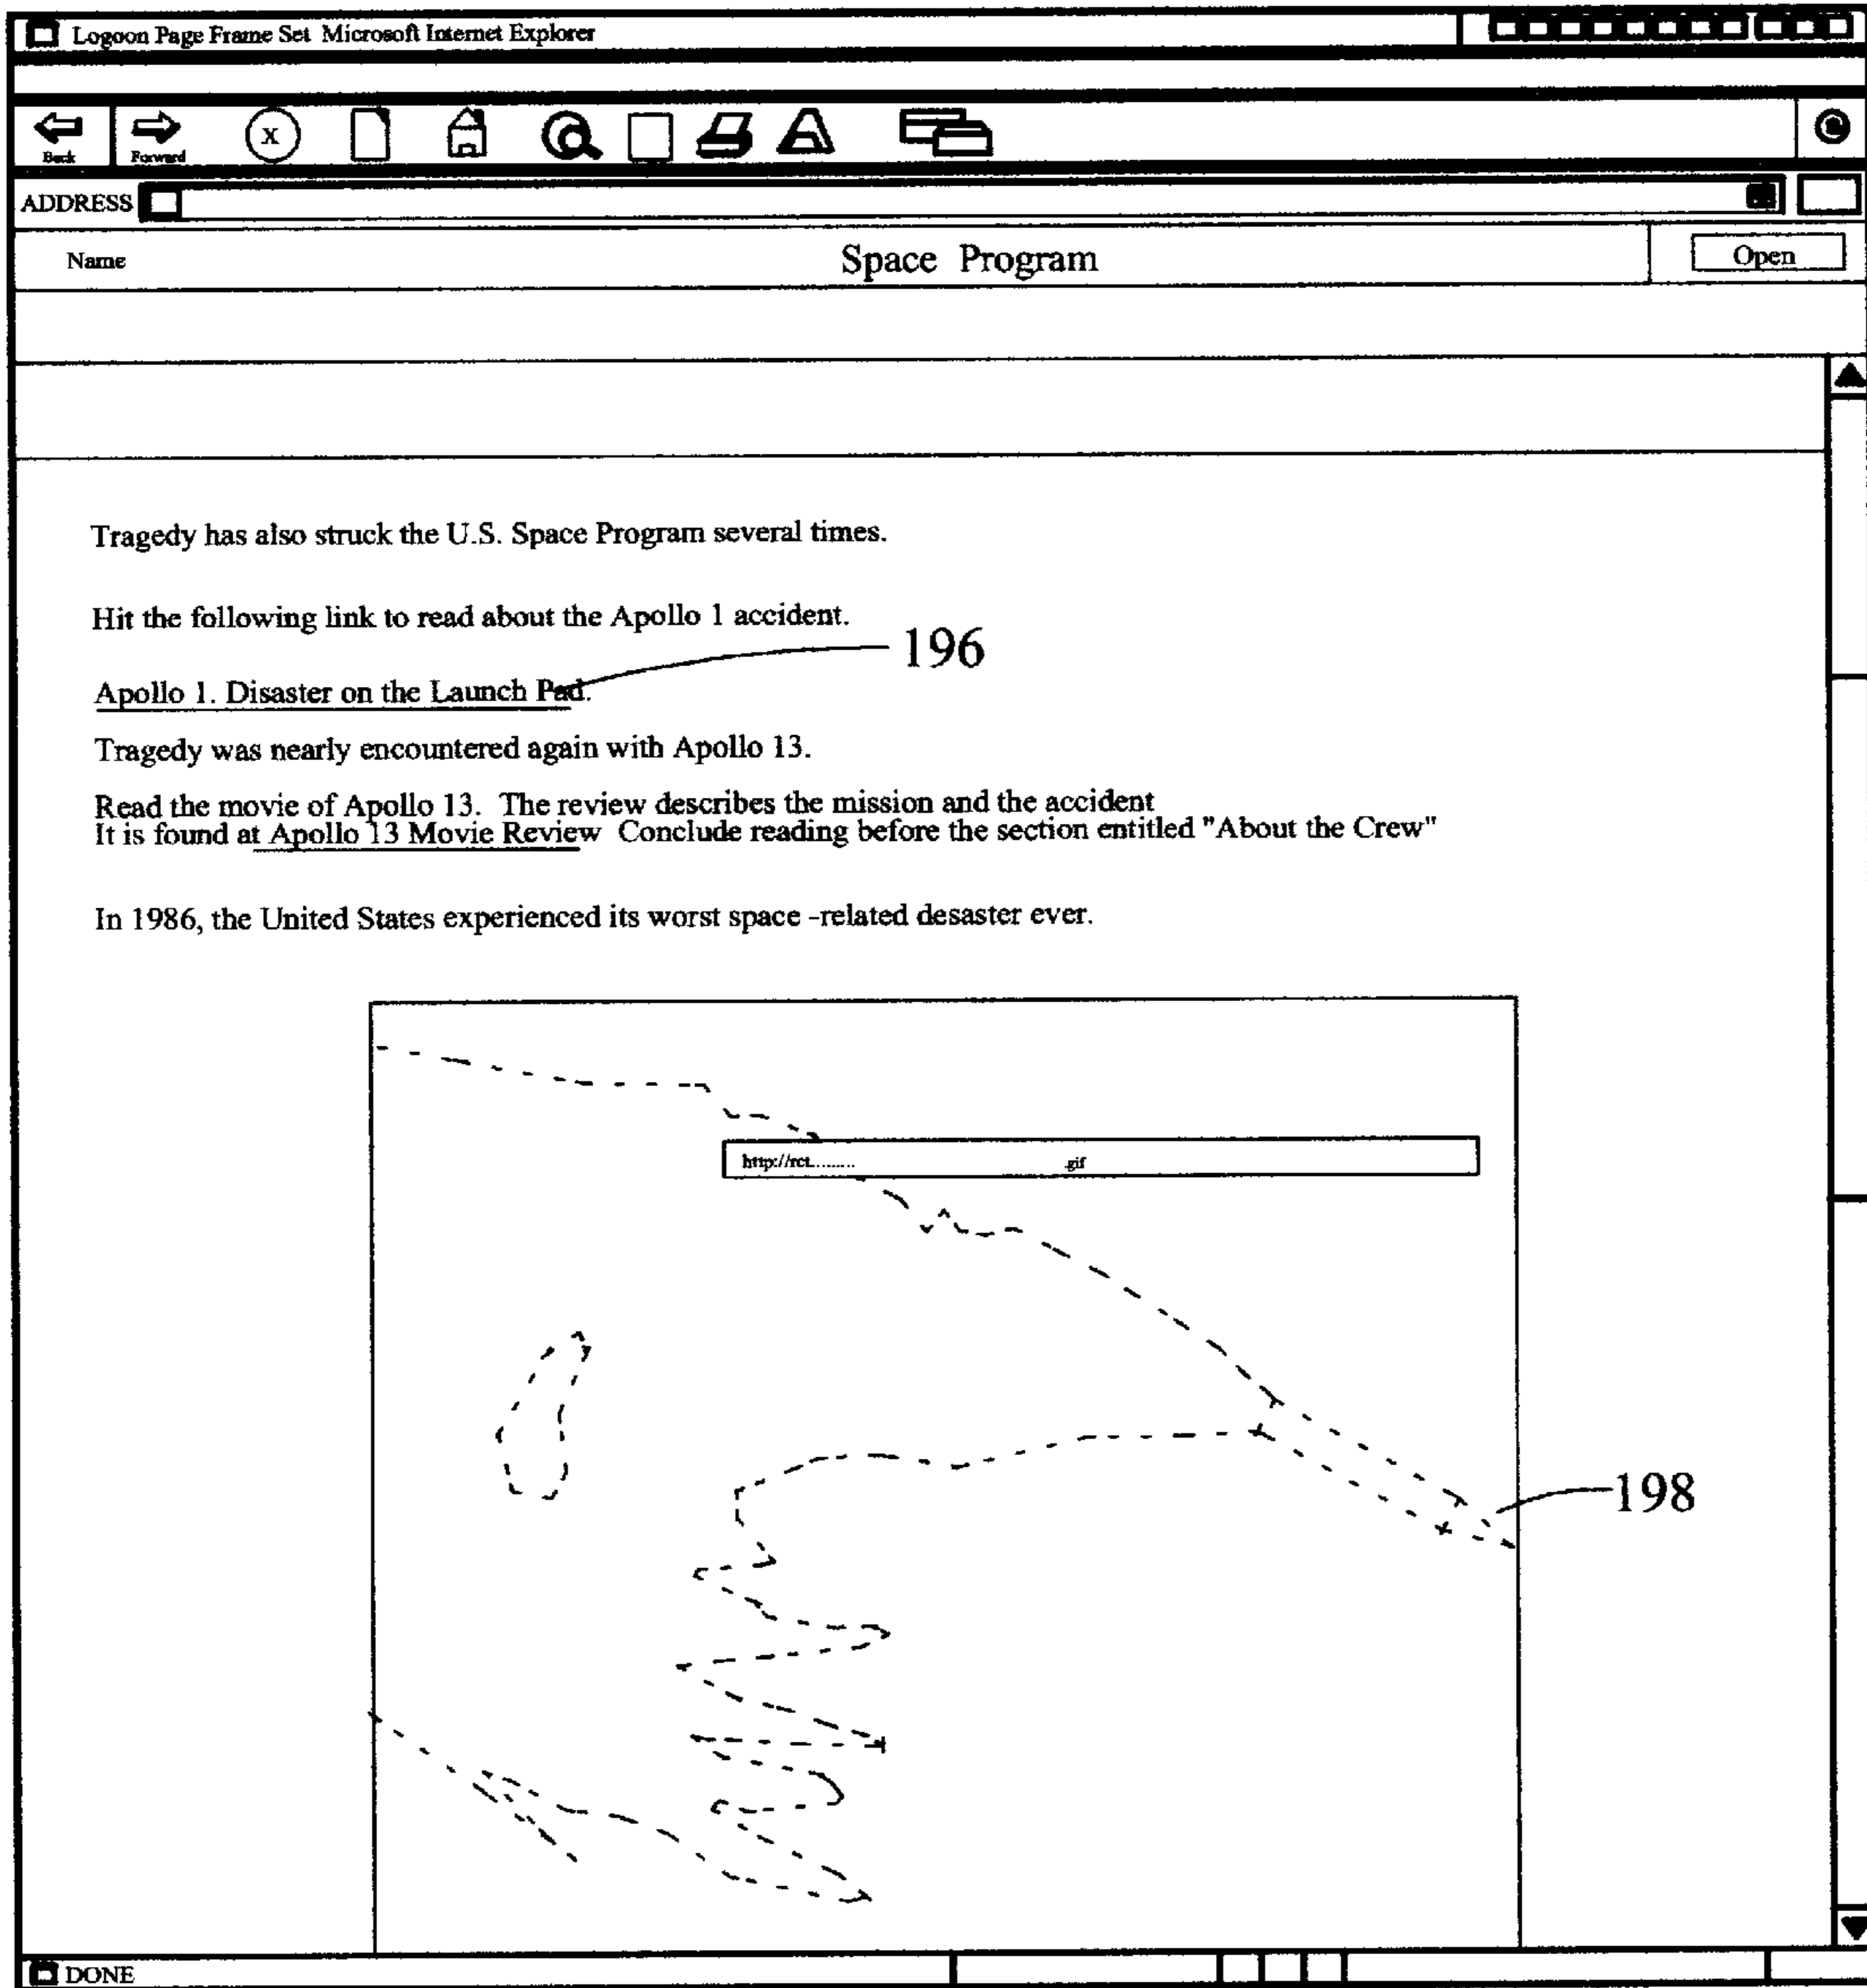 Logoon Page Frame Set Microsoft Internet Explorer
Back
Forward
X
ADDRESS
Name
Space Program
Open
Tragedy has also struck the U.S. Space Program several times.
Hit the following link to read about the Apollo 1 accident.
196
Apollo 1. Disaster on the Launch Pad.
Tragedy was nearly encountered again with Apollo 13.
Read the movie of Apollo 13. The review describes the mission and the accident
It is found at Apollo 13 Movie Review Conclude reading before the section entitled "About the Crew"
In 1986, the United States experienced its worst space -related desaster ever.
http://rct......... .gif
198
DONE